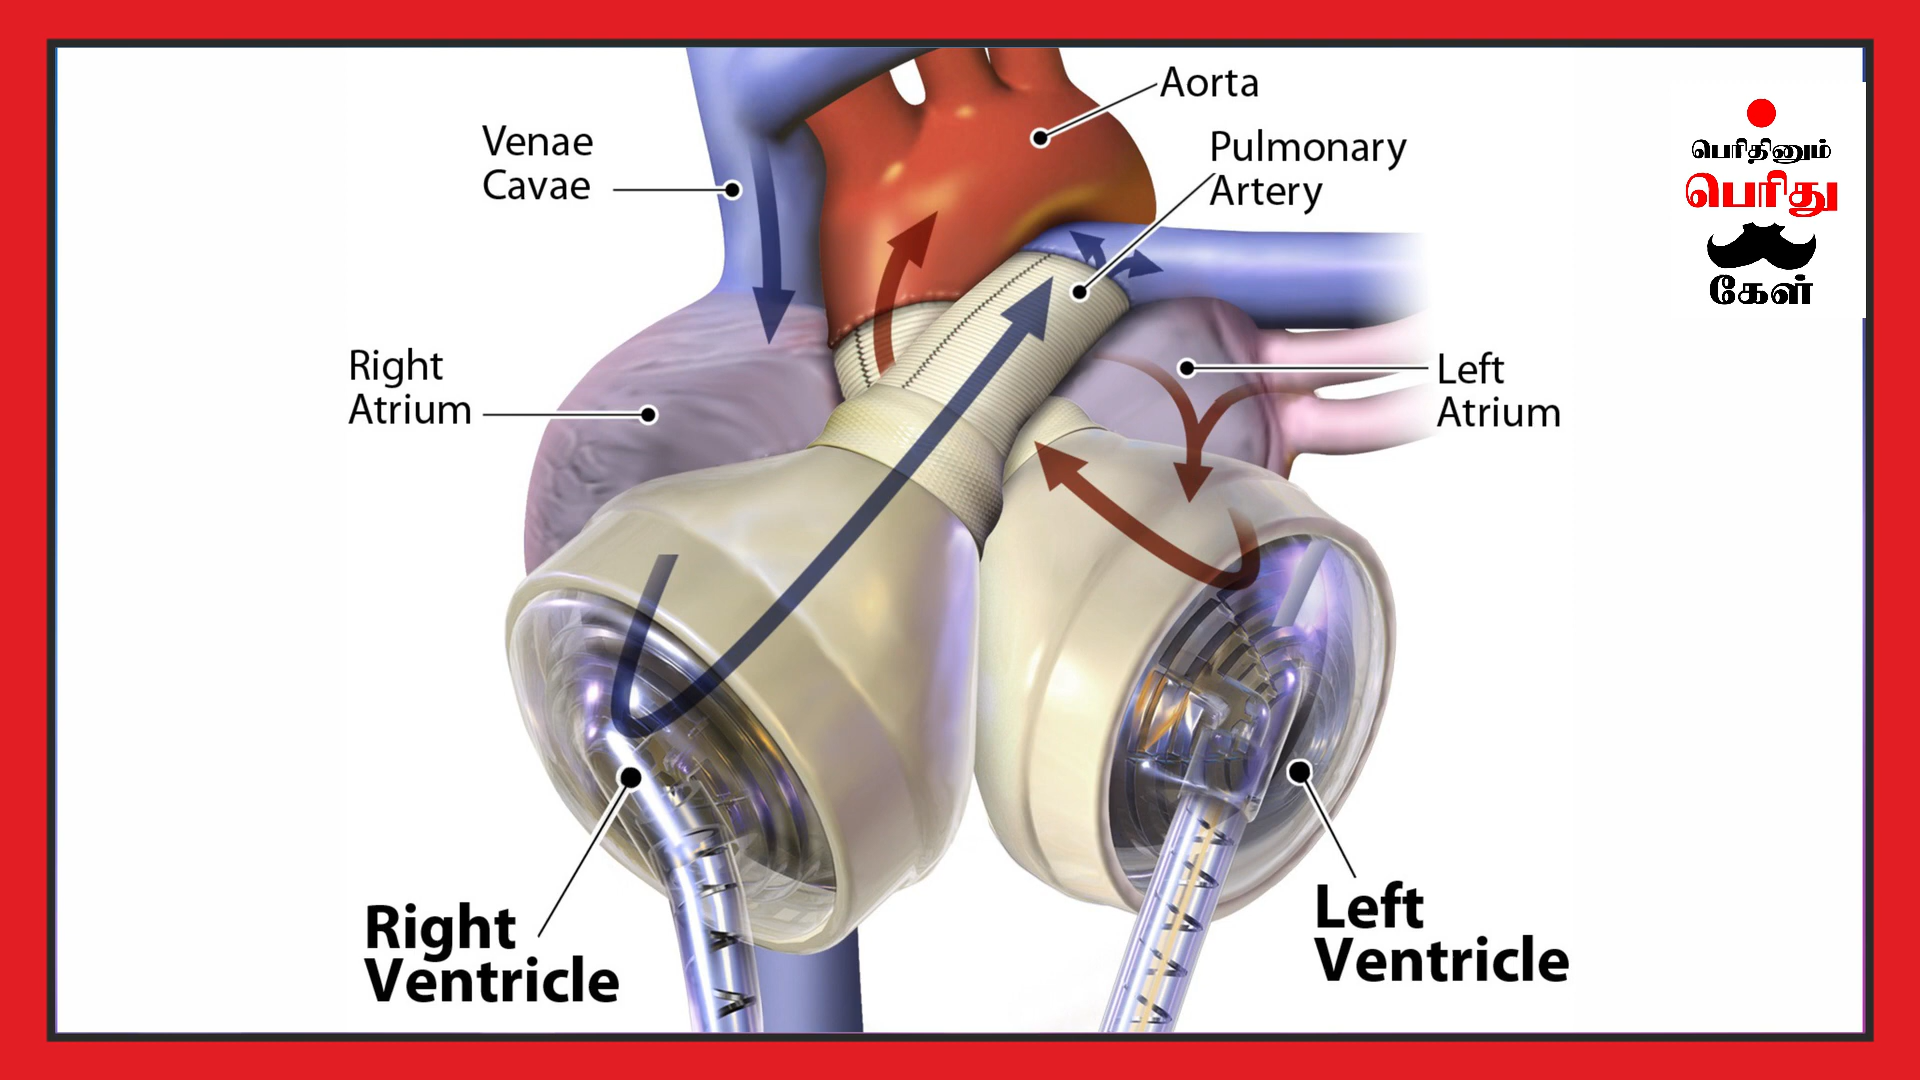 Aorta
Venae
Cavae
Pulmonary
Artery
பெரிதினும்
பெரிது
கேள்
Right
Atrium
Left
Atrium
Right
Ventricle
Left
Ventricle